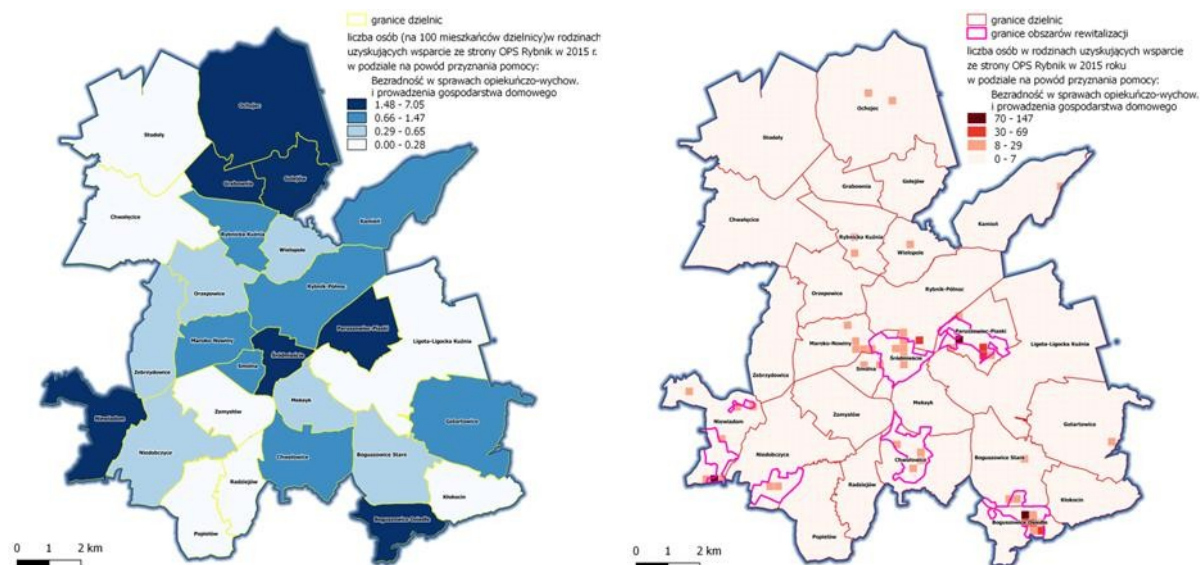 granice dzielnic
liczba osób (na 100 mieszkańców dzielnicy)w rodzinach
uzyskujących wsparcie ze strony OPS Rybnik w 2015 r.
w podziale na powód przyznania pomocy:
Bezradność w sprawach opiekuńczo-wychow.
i prowadzenia gospodarstwa domowego
1.48 - 7.05
0.66 - 1.47
0.29 - 0.65
0.00 - 0.28
Ochojec
Stodoły
Grabownia
Golejów
Kamień
Chwałęcice
Rybnicka Kuźnia
Wielopole
Orzepowice
Rybnik-Północ
Paruszowiec-Piaski
Ligota-Ligocka Kuźnia
Maroko-Nowiny
Śródmieście
Smolna
Zebrzydowice
Meksyk
Zamysłów
Gotartowice
Niewiadom
Niedobczyce
Chwałowice
Boguszowice Stare
Radziejów
Kłokocin
Popielów
Boguszowice Osiedle
0 1 2 km
granice dzielnic
granice obszarów rewitalizacji
liczba osób w rodzinach uzyskujących wsparcie
ze strony OPS Rybnik w 2015 roku
w podziale na powód przyznania pomocy:
Bezradność w sprawach opiekuńczo-wychow.
i prowadzenia gospodarstwa domowego
70 - 147
30 - 69
8 - 29
0 - 7
Ochojec
Stodoły
Grabownia
Golejów
Kamień
Chwałęcice
Rybnicka Kuźnia
Wielopole
Orzepowice
Rybnik-Północ
Paruszowiec-Piaski
Ligota-Ligocka Kuźnia
Maroko-Nowiny
Śródmieście
Smolna
Zebrzydowice
Meksyk
Zamysłów
Gotartowice
Niewiadom
Niedobczyce
Chwałowice
Boguszowice Stare
Radziejów
Kłokocin
Popielów
Boguszowice Osiedle
0 1 2 km